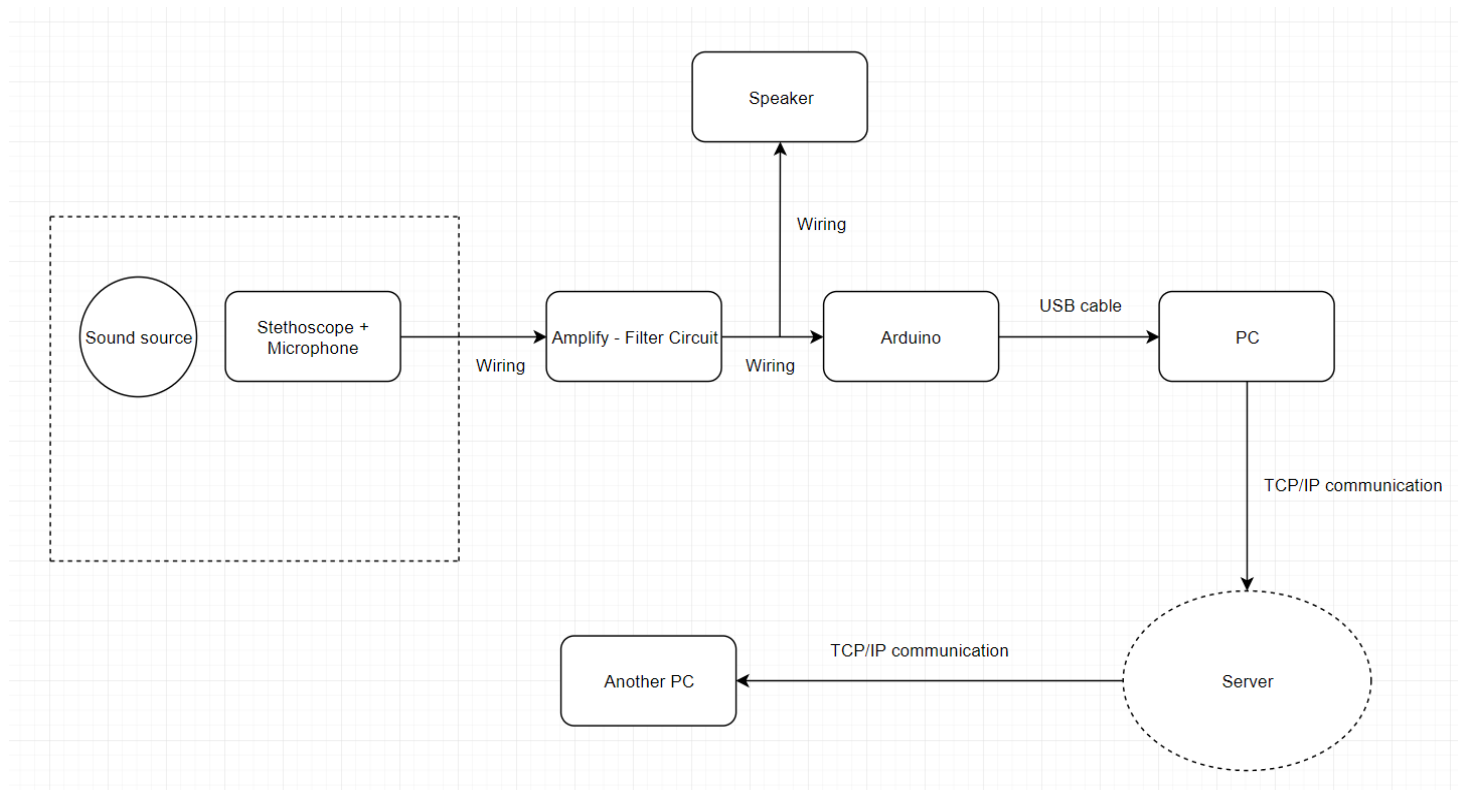 Speaker
Wiring
Sound source
Stethoscope +
Microphone
Wiring
Amplify - Filter Circuit
Wiring
Arduino
USB cable
PC
TCP/IP communication
TCP/IP communication
Another PC
Server